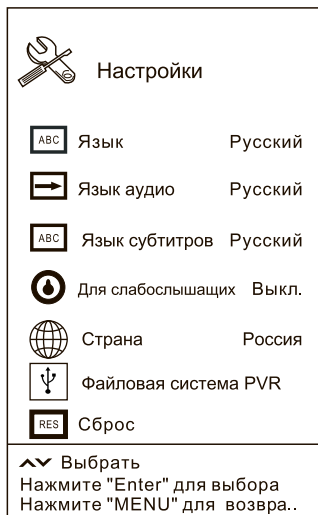 Настройки
ABC Язык Русский
Язык аудио Русский
ABC Язык субтитров Русский
Для слабослышащих Выкл.
Страна Россия
Файловая система PVR
RES Сброс
Выбрать
Нажмите "Enter" для выбора
Нажмите "MENU" для возвра..